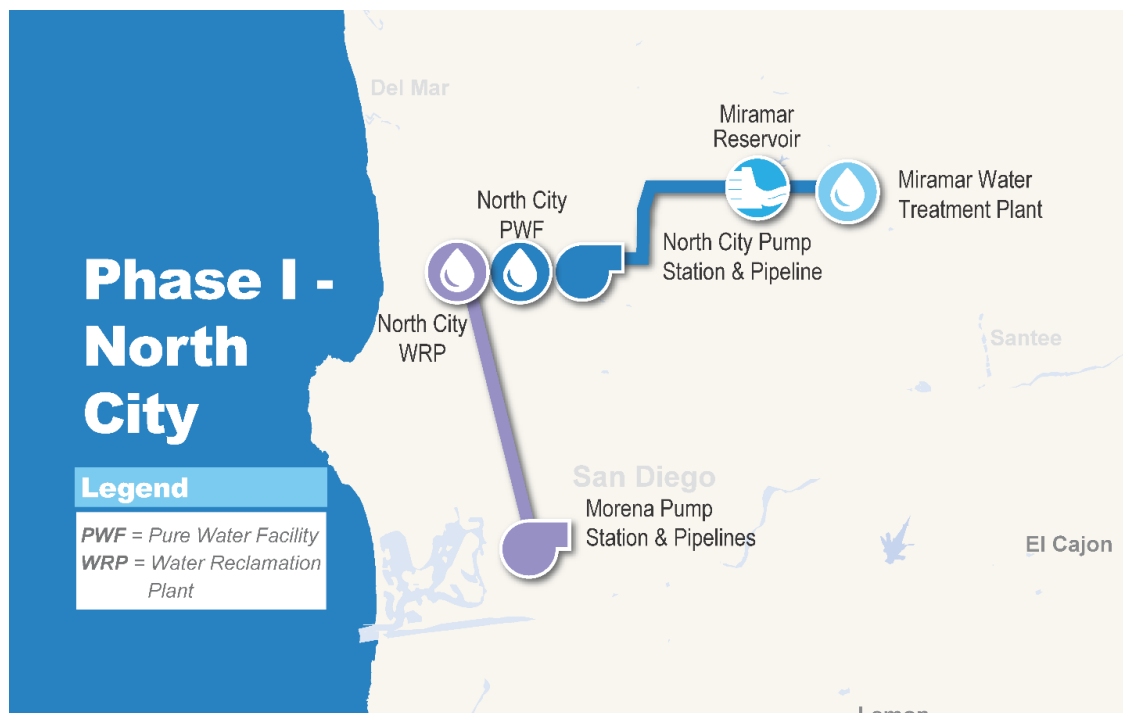 Del Mar
Miramar
Reservoir
Miramar Water
Treatment Plant
North City
PWF
North City Pump
Station & Pipeline
Phase I -
North
City
North City
WRP
Santee
San Diego
Legend
PWF = Pure Water Facility
WRP = Water Reclamation
Plant
Morena Pump
Station & Pipelines
El Cajon